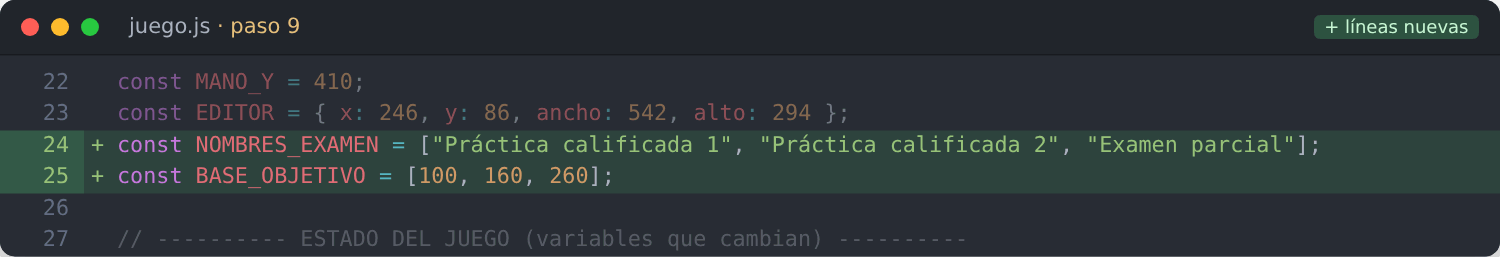 juego.js · paso 9
+ líneas nuevas
22 const MANO_Y = 410;
23 const EDITOR = { x: 246, y: 86, ancho: 542, alto: 294 };
24 + const NOMBRES_EXAMEN = ["Práctica calificada 1", "Práctica calificada 2", "Examen parcial"];
25 + const BASE_OBJETIVO = [100, 160, 260];
26
27 // ---------- ESTADO DEL JUEGO (variables que cambian) ----------